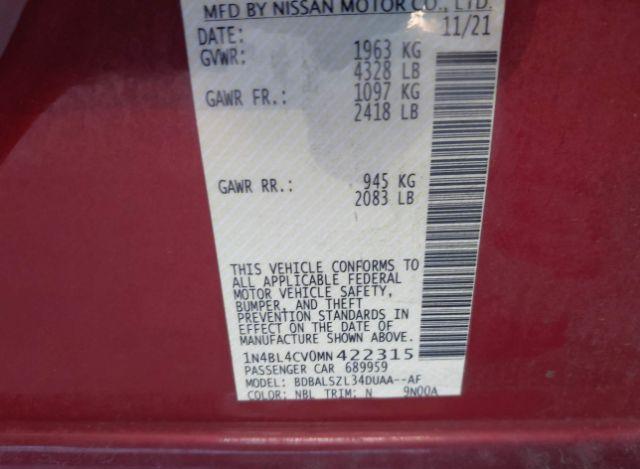 MFD BY NISSAN MOTOR CO., LTD.
DATE: 11/21
GVWR: 1963 KG
4328 LB
GAWR FR.: 1097 KG
2418 LB
GAWR RR.: 945 KG
2083 LB
THIS VEHICLE CONFORMS TO
ALL APPLICABLE FEDERAL
MOTOR VEHICLE SAFETY,
BUMPER, AND THEFT
PREVENTION STANDARDS IN
EFFECT ON THE DATE OF
MANUFACTURE SHOWN ABOVE.
1N4BL4CV0MN422315
PASSENGER CAR 689959
MODEL: BDBALSZL34DUAA--AF
COLOR: NBL TRIM: N 9N00A